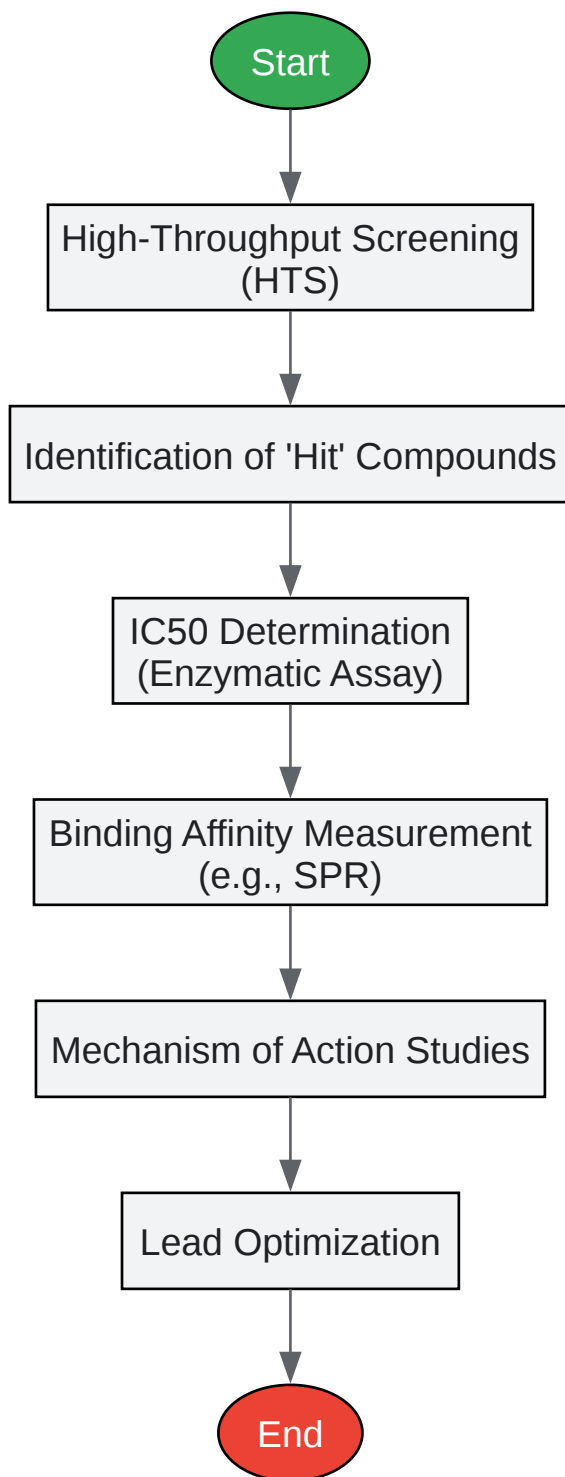 Start
High-Throughput Screening
(HTS)
Identification of 'Hit' Compounds
IC50 Determination
(Enzymatic Assay)
Binding Affinity Measurement
(e.g., SPR)
Mechanism of Action Studies
Lead Optimization
End